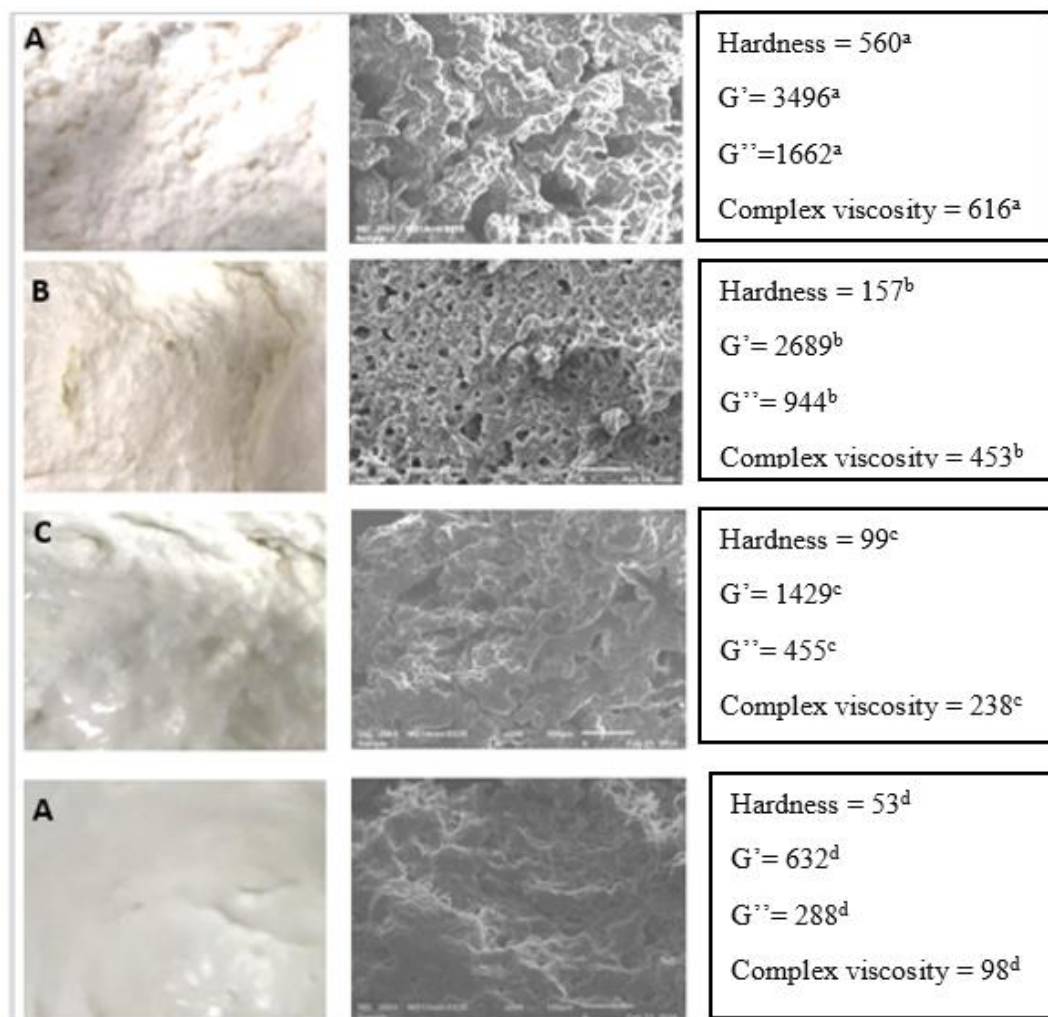 A
Hardness = 560ᵃ
G’= 3496ᵃ
G’’=1662ᵃ
Complex viscosity = 616ᵃ
B
Hardness = 157ᵇ
G’= 2689ᵇ
G’’= 944ᵇ
Complex viscosity = 453ᵇ
C
Hardness = 99ᶜ
G’= 1429ᶜ
G’’= 455ᶜ
Complex viscosity = 238ᶜ
A
Hardness = 53ᵈ
G’= 632ᵈ
G’’= 288ᵈ
Complex viscosity = 98ᵈ